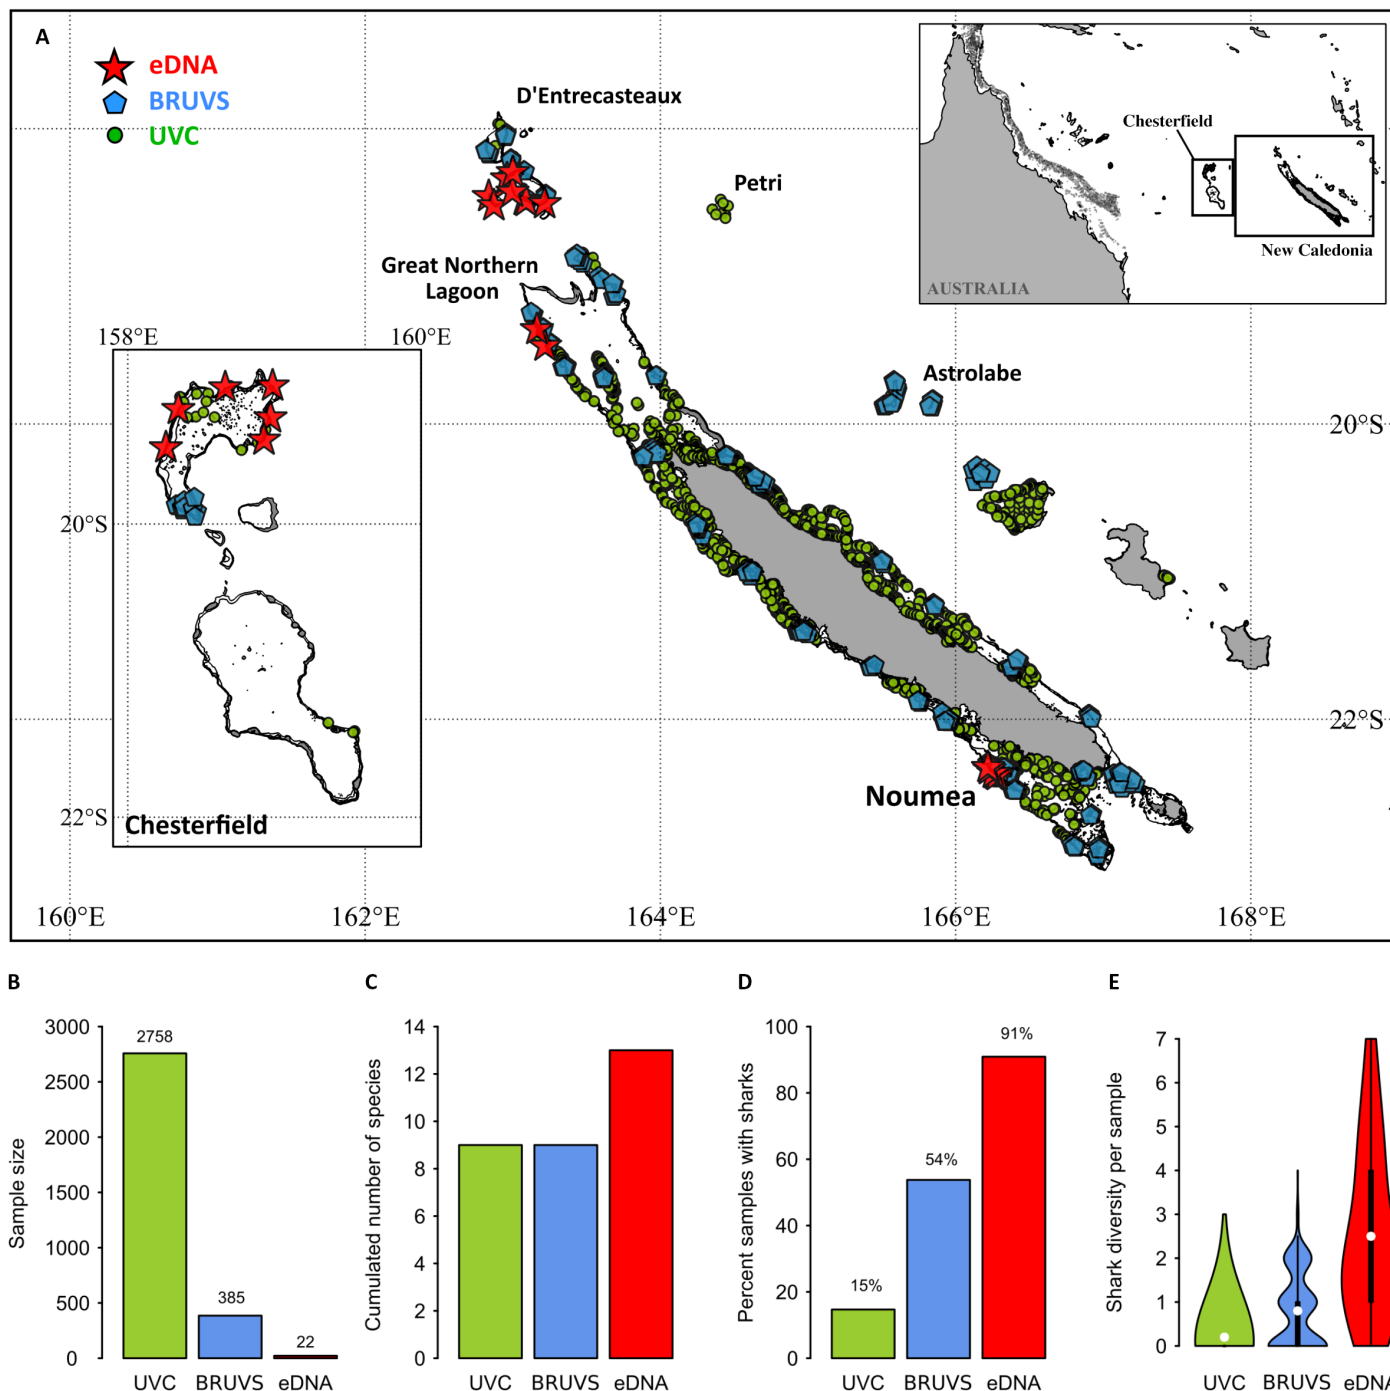 A
eDNA
BRUVS
UVC
D'Entrecasteaux
Petri
Great Northern
Lagoon
Astrolabe
Noumea
Chesterfield
New Caledonia
AUSTRALIA
158°E
160°E
20°S
22°S
Chesterfield
20°S
22°S
160°E
162°E
164°E
166°E
168°E
B
Sample size
3000
2500
2000
1500
1000
500
0
2758
385
22
UVC
BRUVS
eDNA
C
Cumulated number of species
14
12
10
8
6
4
2
0
UVC
BRUVS
eDNA
D
Percent samples with sharks
100
80
60
40
20
0
15%
54%
91%
UVC
BRUVS
eDNA
E
Shark diversity per sample
7
6
5
4
3
2
1
0
UVC
BRUVS
eDNA